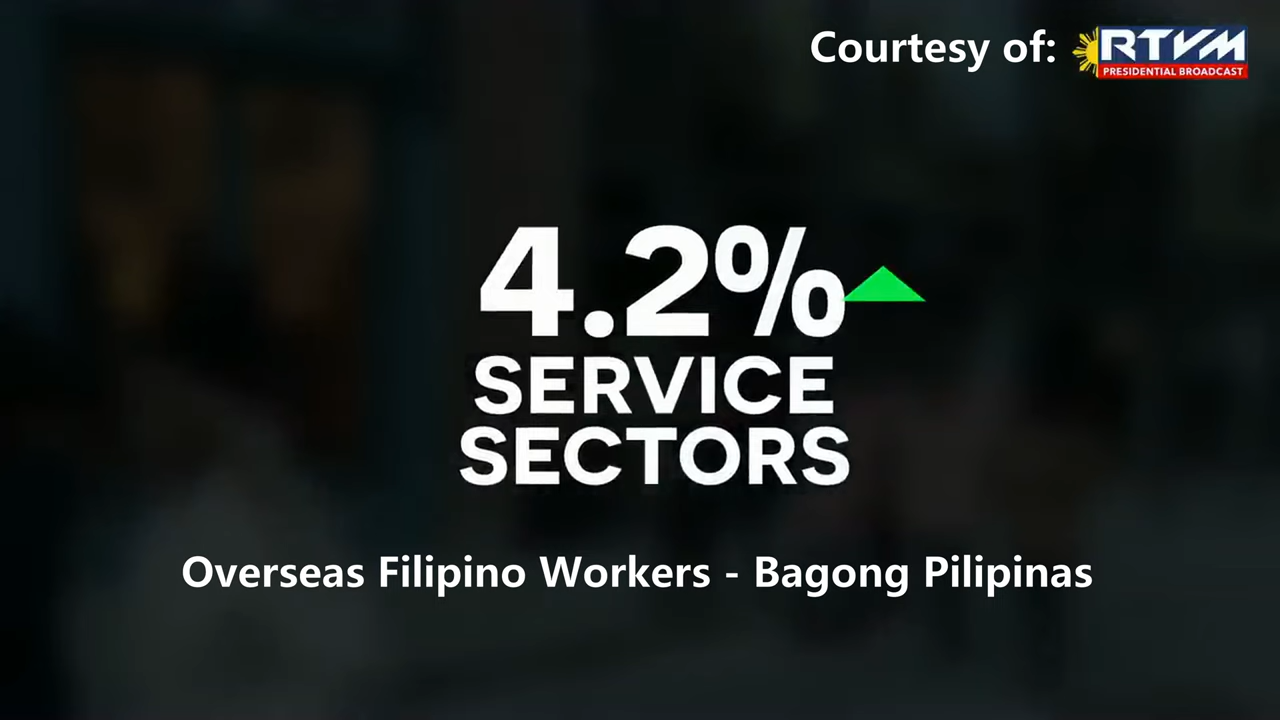 Courtesy of: RTVM
PRESIDENTIAL BROADCAST
4.2%
SERVICE
SECTORS
Overseas Filipino Workers - Bagong Pilipinas